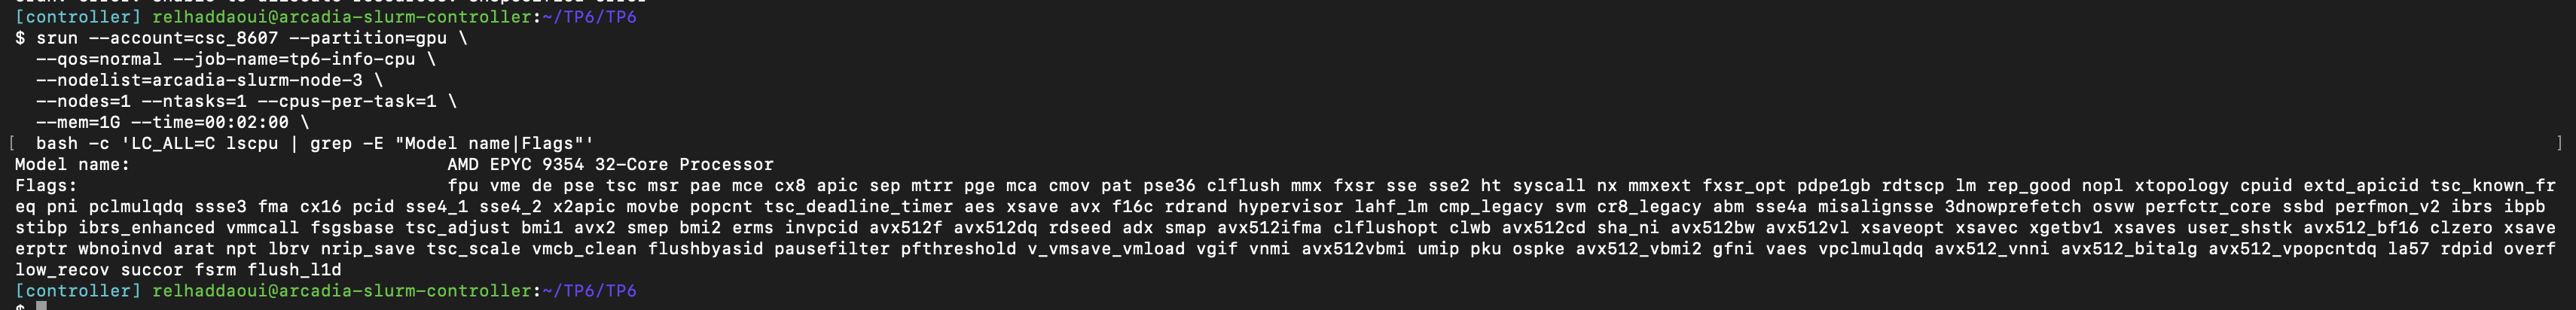 [controller] relhaddaoui@arcadia-slurm-controller:~/TP6/TP6
$ srun --account=csc_8607 --partition=gpu \
  --qos=normal --job-name=tp6-info-cpu \
  --nodelist=arcadia-slurm-node-3 \
  --nodes=1 --ntasks=1 --cpus-per-task=1 \
  --mem=1G --time=00:02:00 \
[ bash -c 'LC_ALL=C lscpu | grep -E "Model name|Flags"' ]
Model name:                              AMD EPYC 9354 32-Core Processor
Flags:                                   fpu vme de pse tsc msr pae mce cx8 apic sep mtrr pge mca cmov pat pse36 clflush mmx fxsr sse sse2 ht syscall nx mmxext fxsr_opt pdpe1gb rdtscp lm rep_good nopl xtopology cpuid extd_apicid tsc_known_fr
eq pni pclmulqdq ssse3 fma cx16 pcid sse4_1 sse4_2 x2apic movbe popcnt tsc_deadline_timer aes xsave avx f16c rdrand hypervisor lahf_lm cmp_legacy svm cr8_legacy abm sse4a misalignsse 3dnowprefetch osvw perfctr_core ssbd perfmon_v2 ibrs ibpb
stibp ibrs_enhanced vmmcall fsgsbase tsc_adjust bmi1 avx2 smep bmi2 erms invpcid avx512f avx512dq rdseed adx smap avx512ifma clflushopt clwb avx512cd sha_ni avx512bw avx512vl xsaveopt xsavec xgetbv1 xsaves user_shstk avx512_bf16 clzero xsave
erptr wbnoinvd arat npt lbrv nrip_save tsc_scale vmcb_clean flushbyasid pausefilter pfthreshold v_vmsave_vmload vgif vnmi avx512vbmi umip pku ospke avx512_vbmi2 gfni vaes vpclmulqdq avx512_vnni avx512_bitalg avx512_vpopcntdq la57 rdpid overf
low_recov succor fsrm flush_l1d
[controller] relhaddaoui@arcadia-slurm-controller:~/TP6/TP6
$